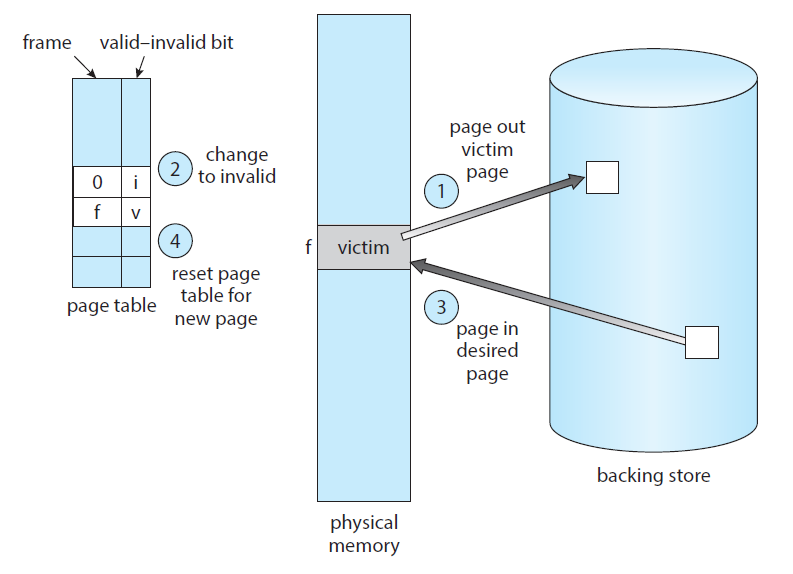 frame
valid–invalid bit
0
i
f
v
2
change
to invalid
4
reset page
table for
new page
page table
f
victim
physical
memory
1
page out
victim
page
3
page in
desired
page
backing store